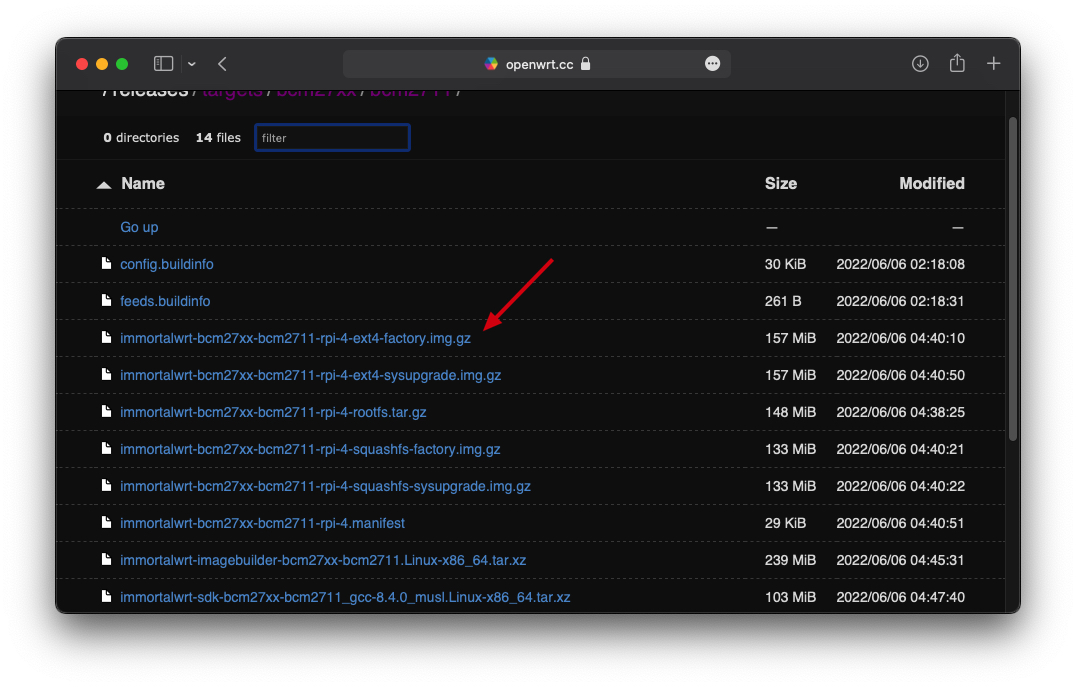 openwrt.cc
/releases/targets/bcm27xx/bcm2711/
0 directories 14 files filter
Name Size Modified
Go up — —
config.buildinfo 30 KiB 2022/06/06 02:18:08
feeds.buildinfo 261 B 2022/06/06 02:18:31
immortalwrt-bcm27xx-bcm2711-rpi-4-ext4-factory.img.gz 157 MiB 2022/06/06 04:40:10
immortalwrt-bcm27xx-bcm2711-rpi-4-ext4-sysupgrade.img.gz 157 MiB 2022/06/06 04:40:50
immortalwrt-bcm27xx-bcm2711-rpi-4-rootfs.tar.gz 148 MiB 2022/06/06 04:38:25
immortalwrt-bcm27xx-bcm2711-rpi-4-squashfs-factory.img.gz 133 MiB 2022/06/06 04:40:21
immortalwrt-bcm27xx-bcm2711-rpi-4-squashfs-sysupgrade.img.gz 133 MiB 2022/06/06 04:40:22
immortalwrt-bcm27xx-bcm2711-rpi-4.manifest 29 KiB 2022/06/06 04:40:51
immortalwrt-imagebuilder-bcm27xx-bcm2711.Linux-x86_64.tar.xz 239 MiB 2022/06/06 04:45:31
immortalwrt-sdk-bcm27xx-bcm2711_gcc-8.4.0_musl.Linux-x86_64.tar.xz 103 MiB 2022/06/06 04:47:40